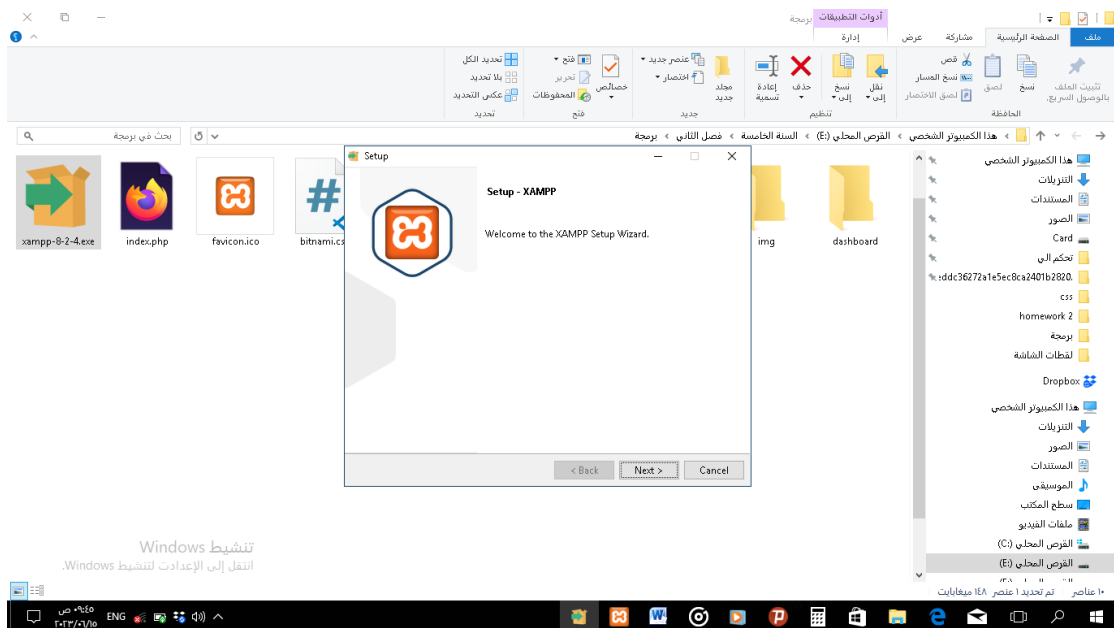 أدوات التطبيقات
برمجة
ملف
الصفحة الرئيسية
مشاركة
عرض
إدارة
تثبيت العلف
بالوصول السريع.
نسخ
لصق
قص
نسخ المسار
لصق الاختصار
الحافظة
نقل إلى
نسخ إلى
حذف
إعادة تسمية
تنظيم
مجلد جديد
عنصر جديد
اختصار
جديد
خصائص
فتح
تحرير
المحفوظات
فتح
تحديد الكل
بلا تحديد
عكس التحديد
تحديد
هذا الكمبيوتر الشخصي › القرص المحلي (E:) › السنة الخامسة › فصل الثاني › برمجة
بحث في برمجة
هذا الكمبيوتر الشخصي
التنزيلات
المستندات
الصور
Card
تحكم الي
css
homework 2
برمجة
لقطات الشاشة
Dropbox
هذا الكمبيوتر الشخصي
التنزيلات
الصور
المستندات
الموسيقى
سطح المكتب
ملفات الفيديو
القرص المحلي (C:)
القرص المحلي (E:)
dashboard
img
favicon.ico
index.php
xampp-8-2-4.exe
Setup
Setup - XAMPP
Welcome to the XAMPP Setup Wizard.
< Back
Next >
Cancel
تنشيط Windows
انتقل إلى الإعدادت لتنشيط Windows.
١٠ عناصر
تم تحديد ١ عنصر ١٤٨ ميغابايت
ENG
٠٩:٤٥ ص
٢٠٢٣/٠٦/١٥